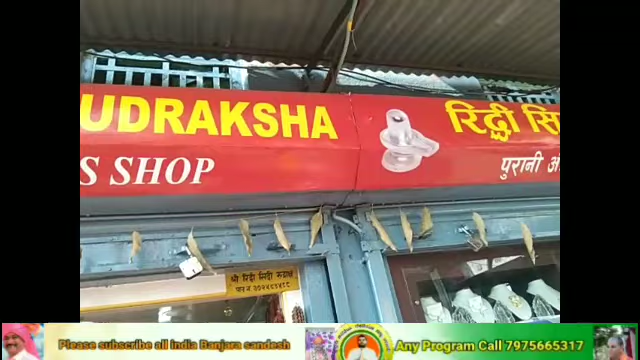 UDRAKSHA
S SHOP
रिद्धी सि
पुरानी अ
श्री रिद्धी सिद्धी रुद्राक्ष
Please subscribe all india Banjara sandesh
Any Program Call 7975665317